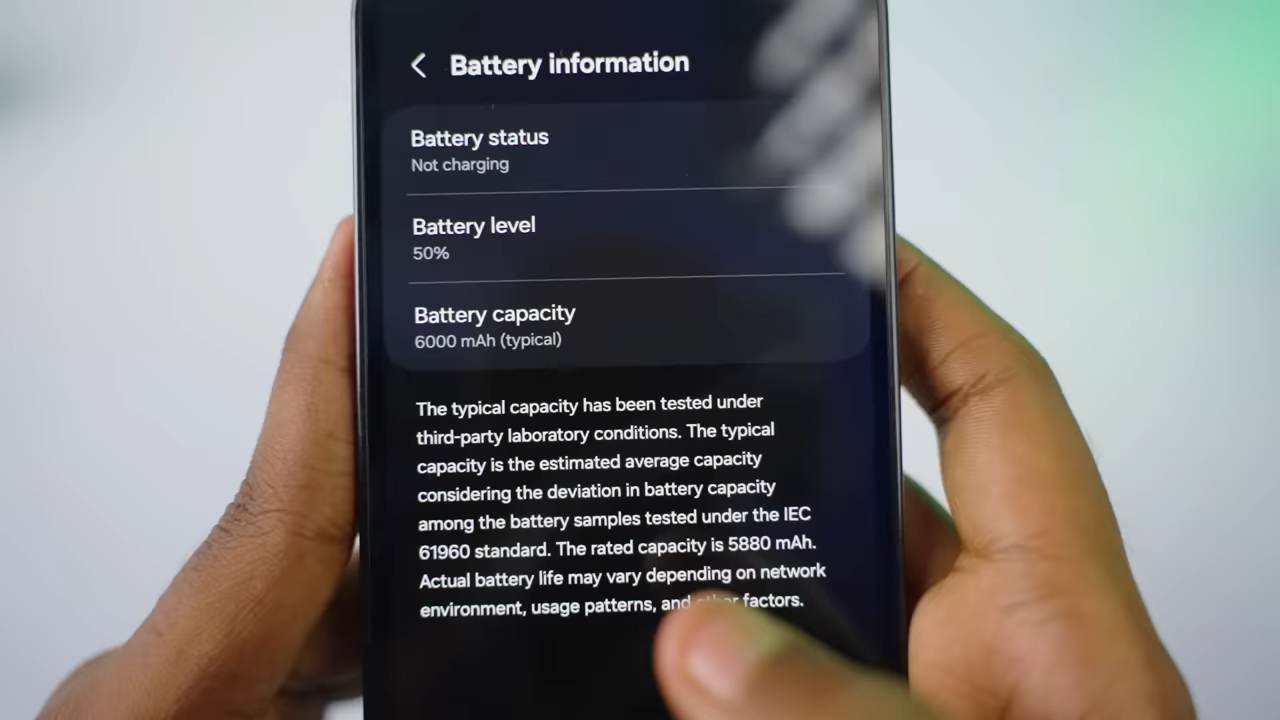 Battery information
Battery status
Not charging
Battery level
50%
Battery capacity
6000 mAh (typical)
The typical capacity has been tested under
third-party laboratory conditions. The typical
capacity is the estimated average capacity
considering the deviation in battery capacity
among the battery samples tested under the IEC
61960 standard. The rated capacity is 5880 mAh.
Actual battery life may vary depending on network
environment, usage patterns, and other factors.